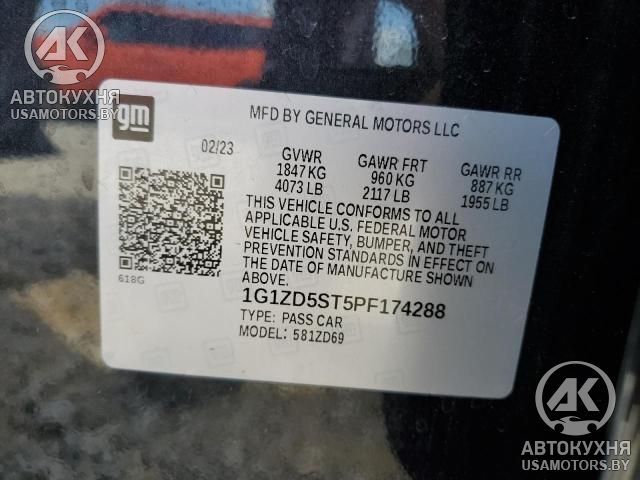 AK
АВТОКУХНЯ
USAMOTORS.BY
gm
MFD BY GENERAL MOTORS LLC
02/23
GVWR GAWR FRT GAWR RR
1847 KG 960 KG 887 KG
4073 LB 2117 LB 1955 LB
THIS VEHICLE CONFORMS TO ALL
APPLICABLE U.S. FEDERAL MOTOR
VEHICLE SAFETY, BUMPER, AND THEFT
PREVENTION STANDARDS IN EFFECT ON
THE DATE OF MANUFACTURE SHOWN
ABOVE.
618G
1G1ZD5ST5PF174288
TYPE: PASS CAR
MODEL: 581ZD69
AK
АВТОКУХНЯ
USAMOTORS.BY